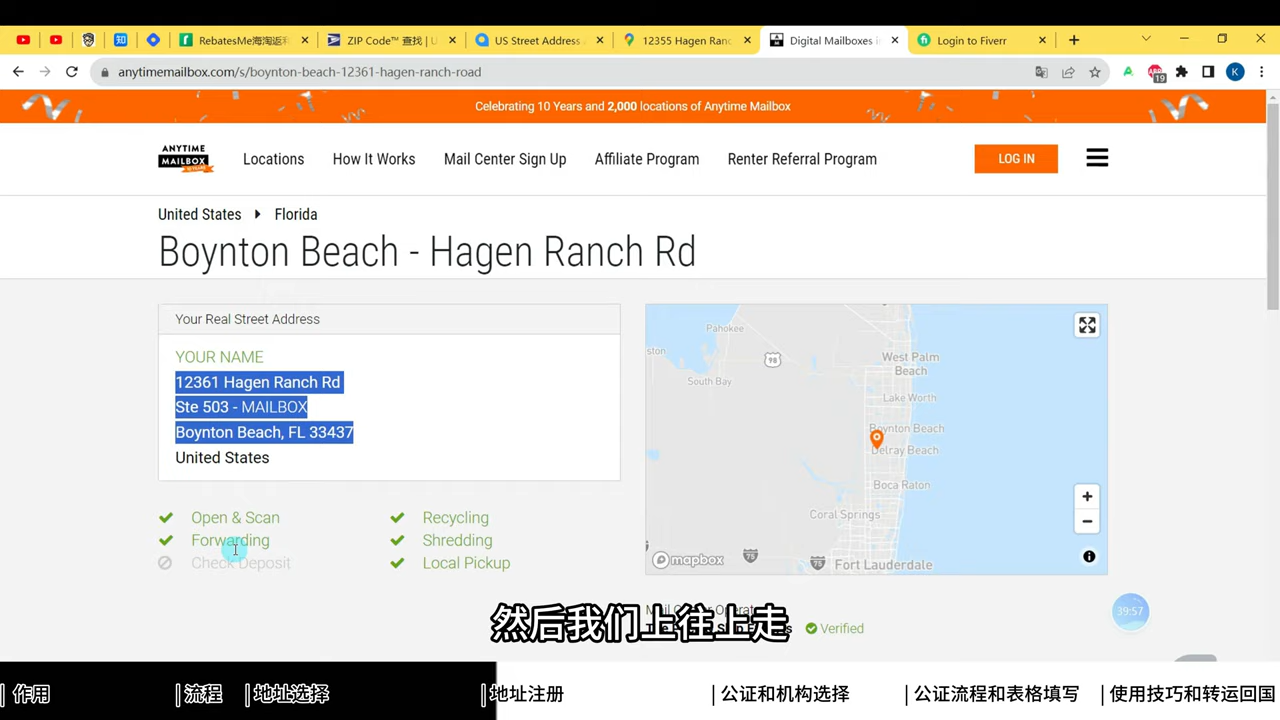 RebatesMe海淘返利
ZIP Code™ 查找 | U
US Street Address
12355 Hagen Ranc
Digital Mailboxes i
Login to Fiverr
anytimemailbox.com/s/boynton-beach-12361-hagen-ranch-road
19
K
Celebrating 10 Years and 2,000 locations of Anytime Mailbox
ANYTIME
MAILBOX
Locations
How It Works
Mail Center Sign Up
Affiliate Program
Renter Referral Program
LOG IN
United States
Florida
Boynton Beach - Hagen Ranch Rd
Your Real Street Address
YOUR NAME
12361 Hagen Ranch Rd
Ste 503 - MAILBOX
Boynton Beach, FL 33437
United States
Open & Scan
Recycling
Forwarding
Shredding
Check Deposit
Local Pickup
Pahokee
ston
98
South Bay
West Palm
Beach
Lake Worth
Boynton Beach
Delray Beach
Boca Raton
Coral Springs
mapbox
75
75
Fort Lauderdale
Mail Center Operat
Verified
39:57
然后我们上往上走
| 作用
| 流程
| 地址选择
| 地址注册
| 公证和机构选择
| 公证流程和表格填写
| 使用技巧和转运回国